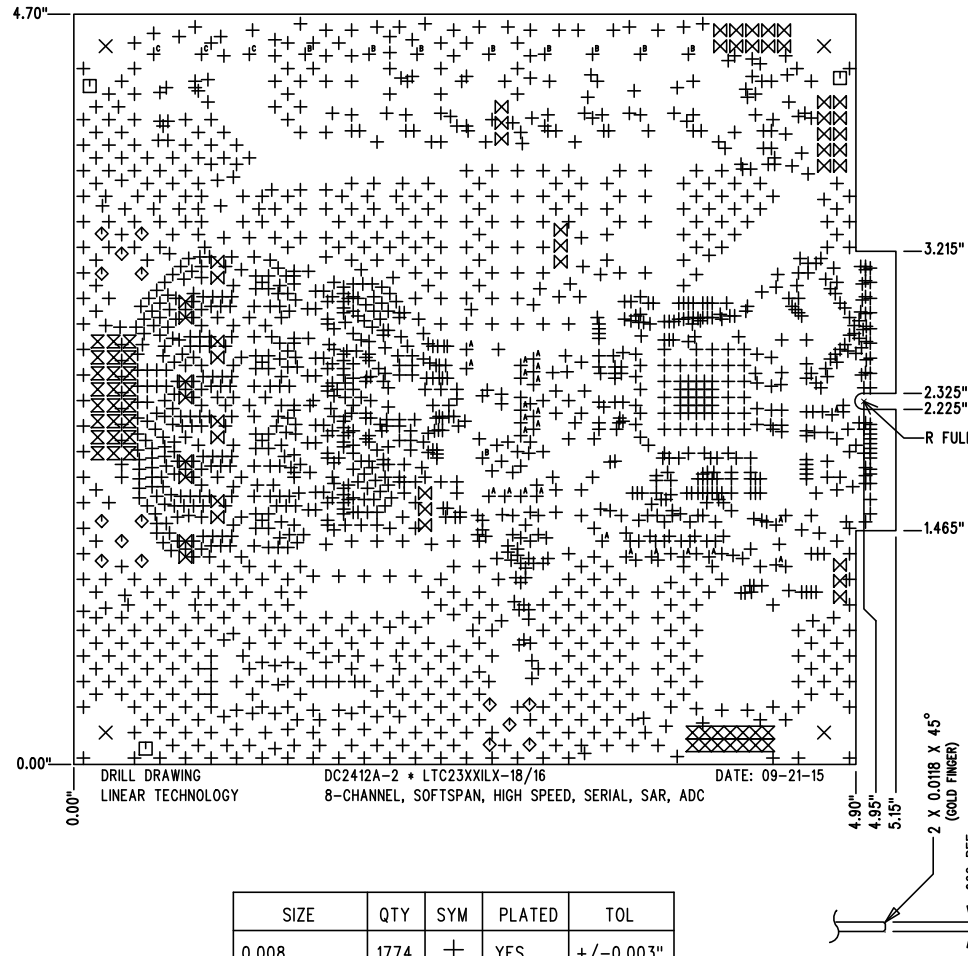 4.70"
3.215"
2.325"
2.225"
R FULL
1.465"
0.00"
DRILL DRAWING
LINEAR TECHNOLOGY
DC2412A-2 * LTC23XXILX-18/16
8-CHANNEL, SOFTSPAN, HIGH SPEED, SERIAL, SAR, ADC
DATE: 09-21-15
0.00"
4.90"
4.95"
5.15"
2 X 0.0118 X 45°
(GOLD FINGER)
SIZE QTY SYM PLATED TOL
0.008 1774 + YES +/-0.003"